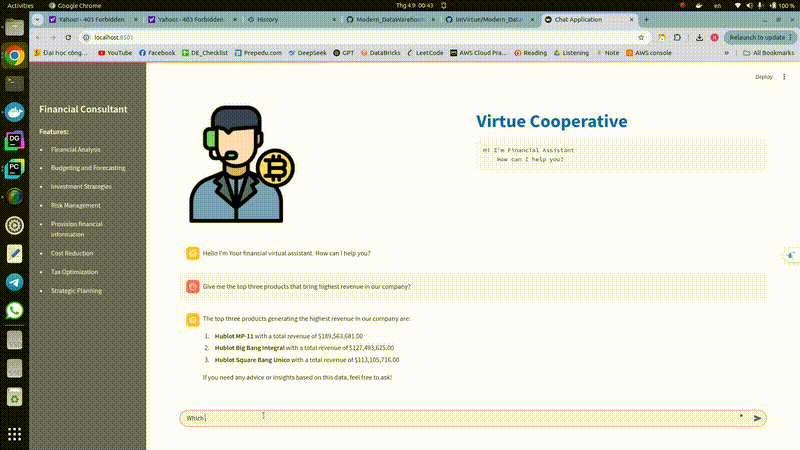 Activities Google Chrome Thg 4 9 00:43 en 100 %
Yahoo! - 403 Forbidden Yahoo! - 403 Forbidden History Modern_DataWarehou ImVirtue/Modern_Dat Chat Application
localhost:8501 Relaunch to update
Đại học công... YouTube Facebook DE_Checklist Prepedu.com DeepSeek GPT DataBricks LeetCode AWS Cloud Pra... Reading Listening Note AWS console All Bookmarks
Deploy
Financial Consultant
Features:
Financial Analysis
Budgeting and Forecasting
Investment Strategies
Risk Management
Provision financial
information
Cost Reduction
Tax Optimization
Strategic Planning
Virtue Cooperative
Hi I'm Financial Assistant
How can I help you?
Hello I'm Your financial virtual assistant. How can I help you?
Give me the top three products that bring highest revenue in our company?
The top three products generating the highest revenue in our company are:
1. Hublot MP-11 with a total revenue of $189,563,681.00
2. Hublot Big Bang Integral with a total revenue of $127,493,625.00
3. Hublot Square Bang Unico with a total revenue of $113,105,716.00
If you need any advice or insights based on this data, feel free to ask!
Which